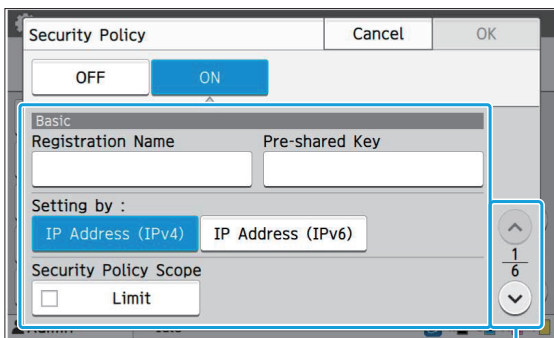 Security Policy Cancel OK
OFF ON
Basic
Registration Name Pre-shared Key
Setting by :
IP Address (IPv4) IP Address (IPv6)
1
6
Security Policy Scope
Limit